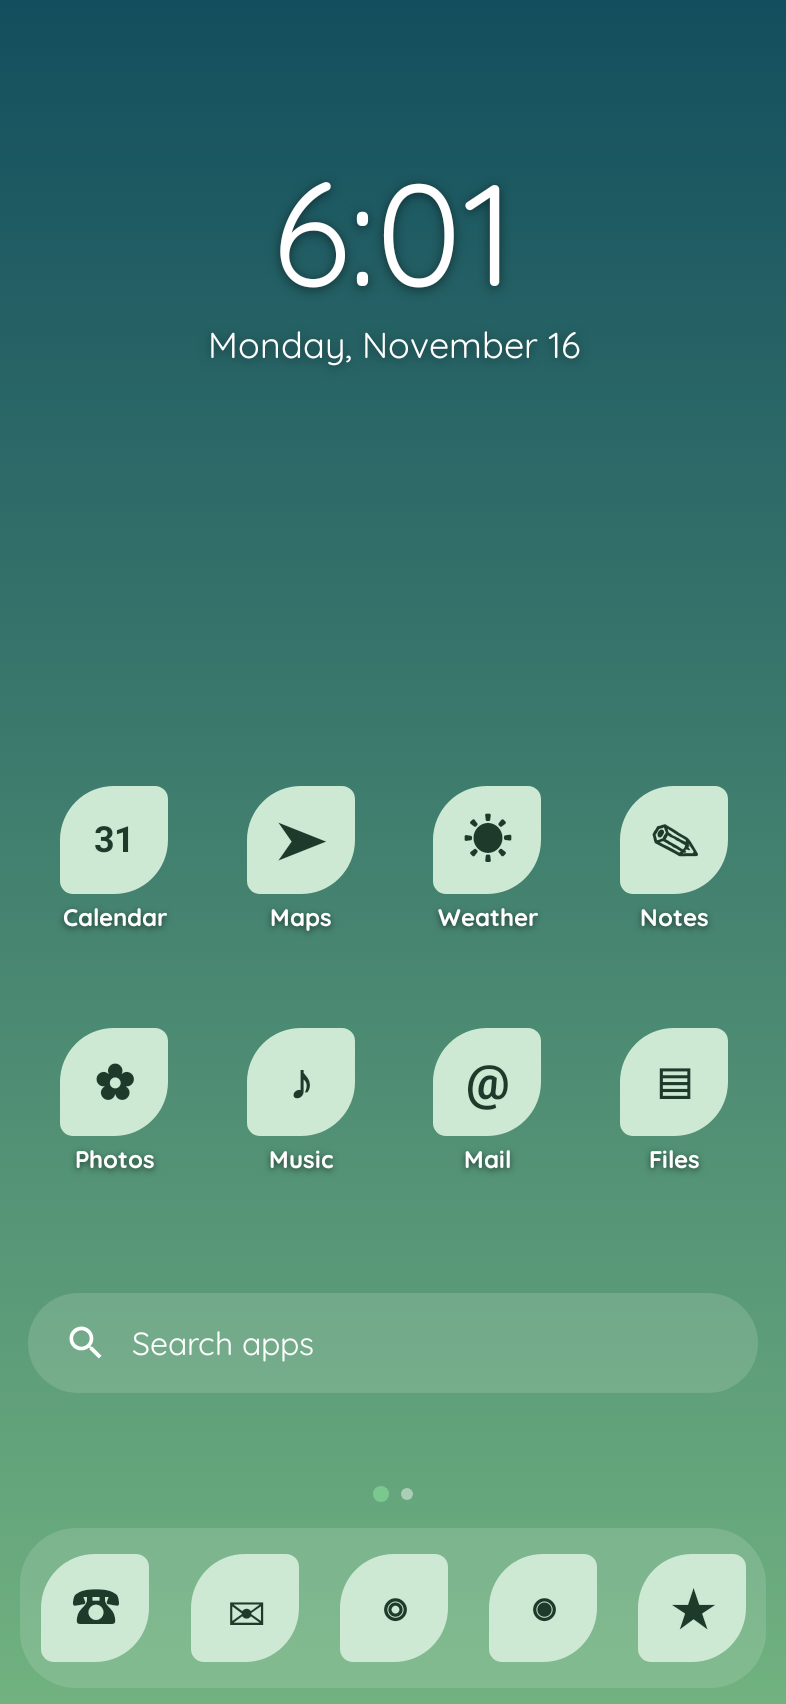 6:01
Monday, November 16
31
Calendar
Maps
Weather
Notes
@
Photos
Music
Mail
Files
Search apps